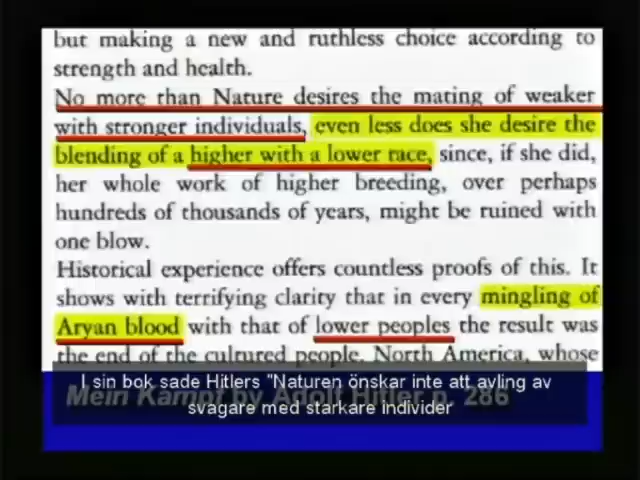 but making a new and ruthless choice according to
strength and health.
No more than Nature desires the mating of weaker
with stronger individuals, even less does she desire the
blending of a higher with a lower race, since, if she did,
her whole work of higher breeding, over perhaps
hundreds of thousands of years, might be ruined with
one blow.
Historical experience offers countless proofs of this. It
shows with terrifying clarity that in every mingling of
Aryan blood with that of lower peoples the result was
the end of the cultured people. North America, whose
I sin bok sade Hitlers "Naturen önskar inte att avling av
Mein Kampf by Adolf Hitler p. 286
svagare med starkare individer